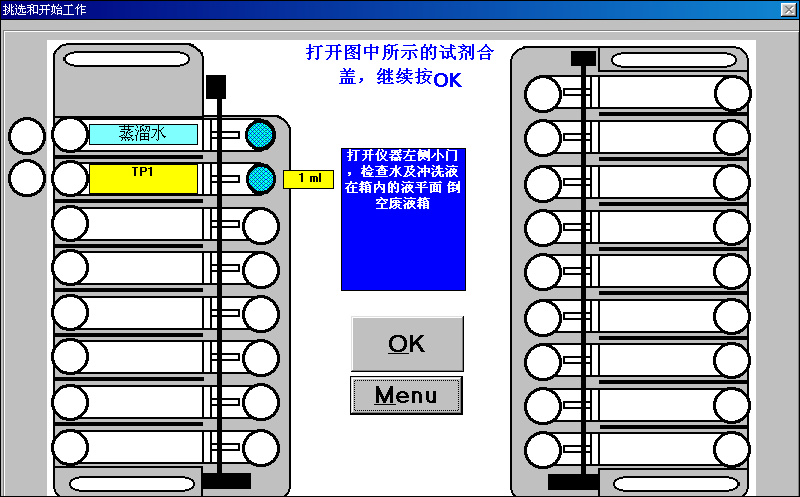 挑选和开始工作
打开图中所示的试剂合
盖，继续按OK
蒸溜水
TP1
1 ml
打开仪器左侧小门
，检查水及冲洗液
在箱内的液平面 倒
空废液箱
OK
Menu